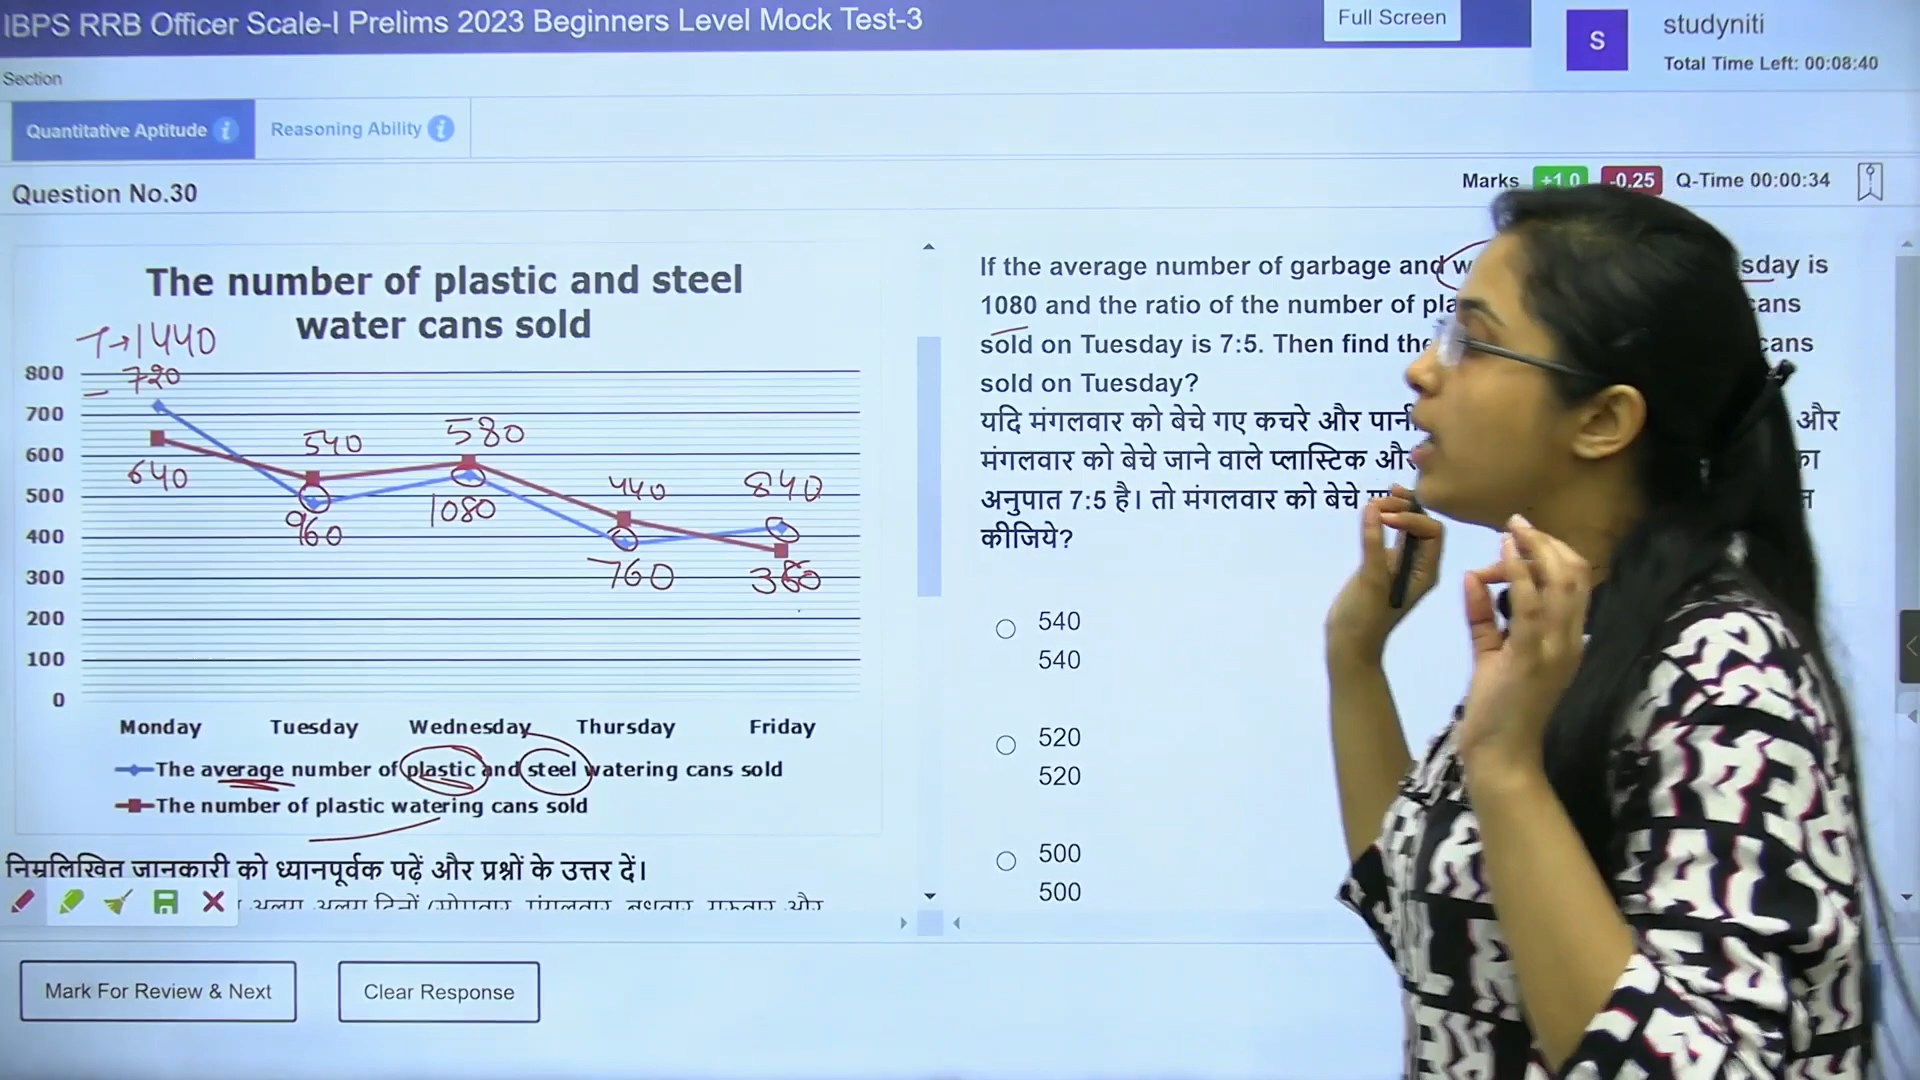 IBPS RRB Officer Scale-I Prelims 2023 Beginners Level Mock Test-3
Full Screen
S
studyniti
Total Time Left: 00:08:40
Section
Quantitative Aptitude i
Reasoning Ability i
Question No.30
Marks +1.0 -0.25 Q-Time 00:00:34
The number of plastic and steel
water cans sold
T→1440
800
700
600
500
400
300
200
100
0
720
640
540
960
580
1080
440
760
840
360
Monday Tuesday Wednesday Thursday Friday
The average number of plastic and steel watering cans sold
The number of plastic watering cans sold
निम्नलिखित जानकारी को ध्यानपूर्वक पढ़ें और प्रश्नों के उत्तर दें।
If the average number of garbage and w sday is
1080 and the ratio of the number of pla cans
sold on Tuesday is 7:5. Then find the cans
sold on Tuesday?
यदि मंगलवार को बेचे गए कचरे और पानी और
मंगलवार को बेचे जाने वाले प्लास्टिक और का
अनुपात 7:5 है। तो मंगलवार को बेचे
कीजिये?
540
540
520
520
500
500
Mark For Review & Next
Clear Response